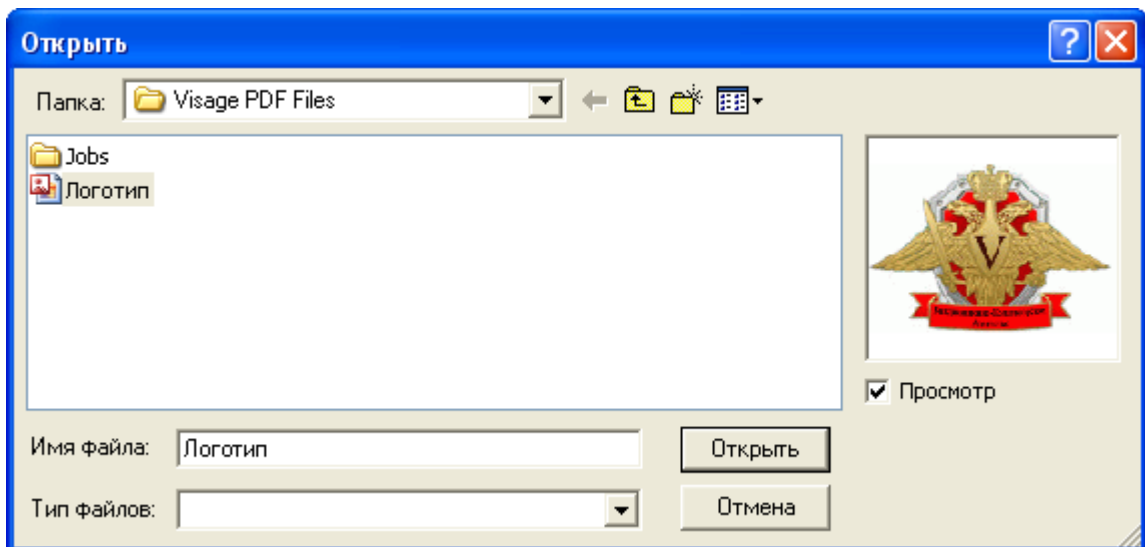 Открыть
Папка: Visage PDF Files
Jobs
Логотип
V
Просмотр
Имя файла: Логотип
Открыть
Тип файлов:
Отмена